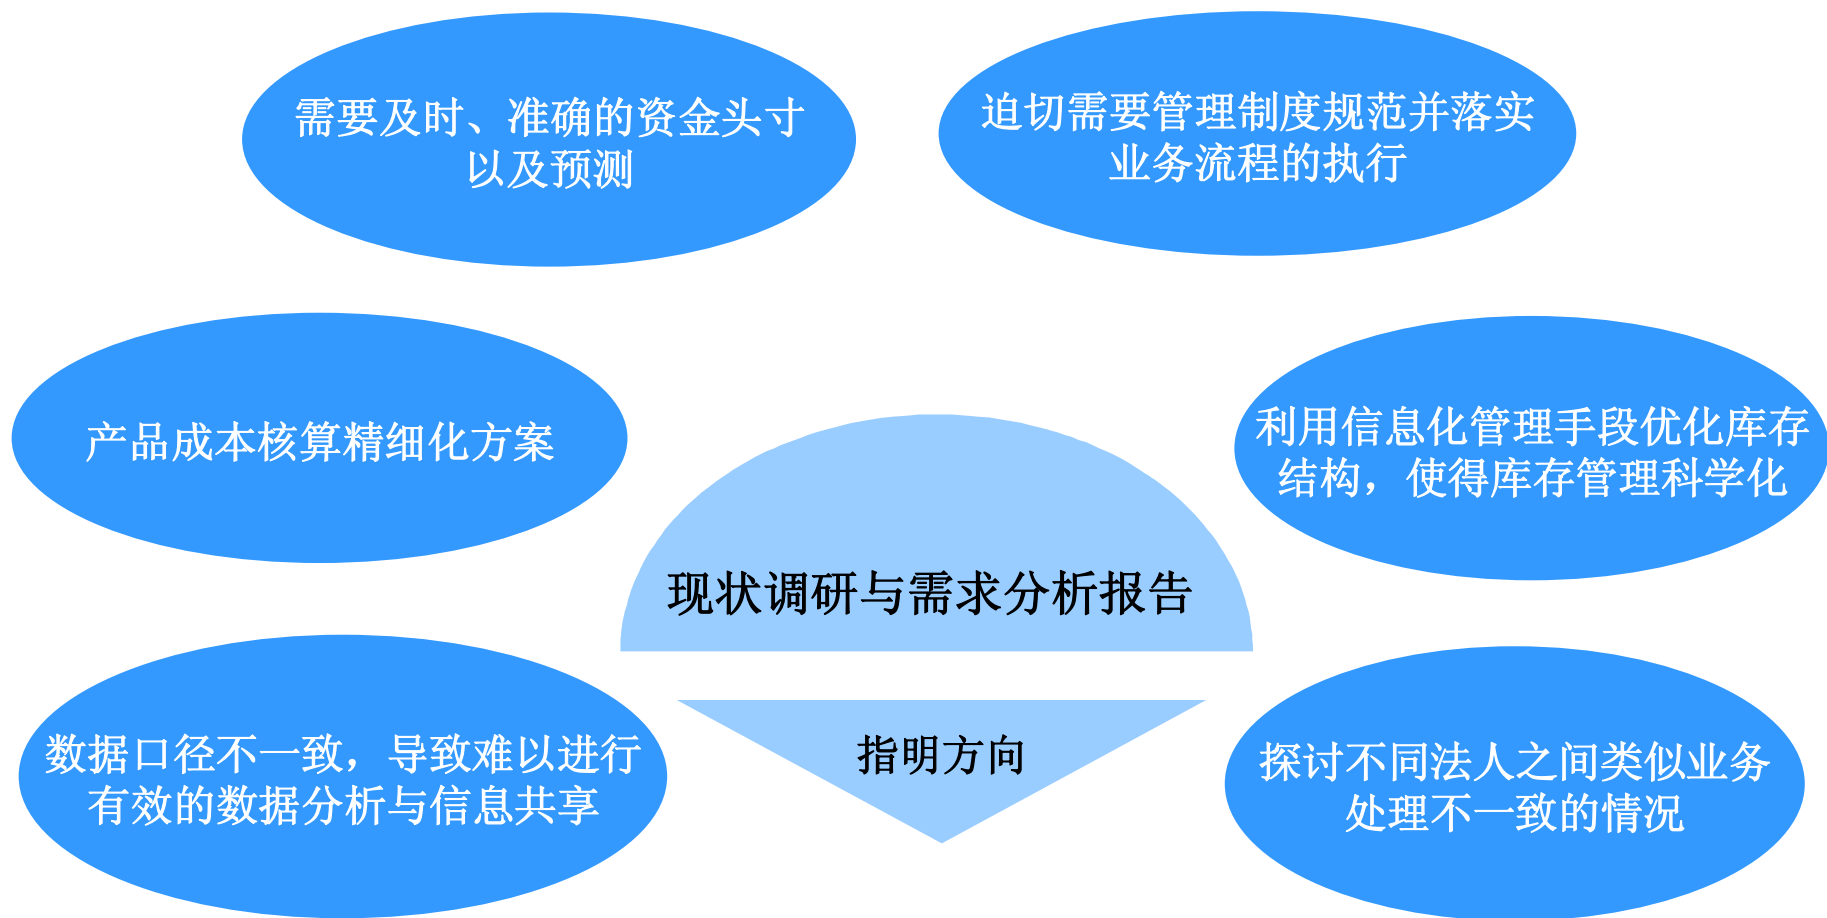 需要及时、准确的资金头寸
以及预测
迫切需要管理制度规范并落实
业务流程的执行
产品成本核算精细化方案
利用信息化管理手段优化库存
结构，使得库存管理科学化
现状调研与需求分析报告
数据口径不一致，导致难以进行
有效的数据分析与信息共享
指明方向
探讨不同法人之间类似业务
处理不一致的情况